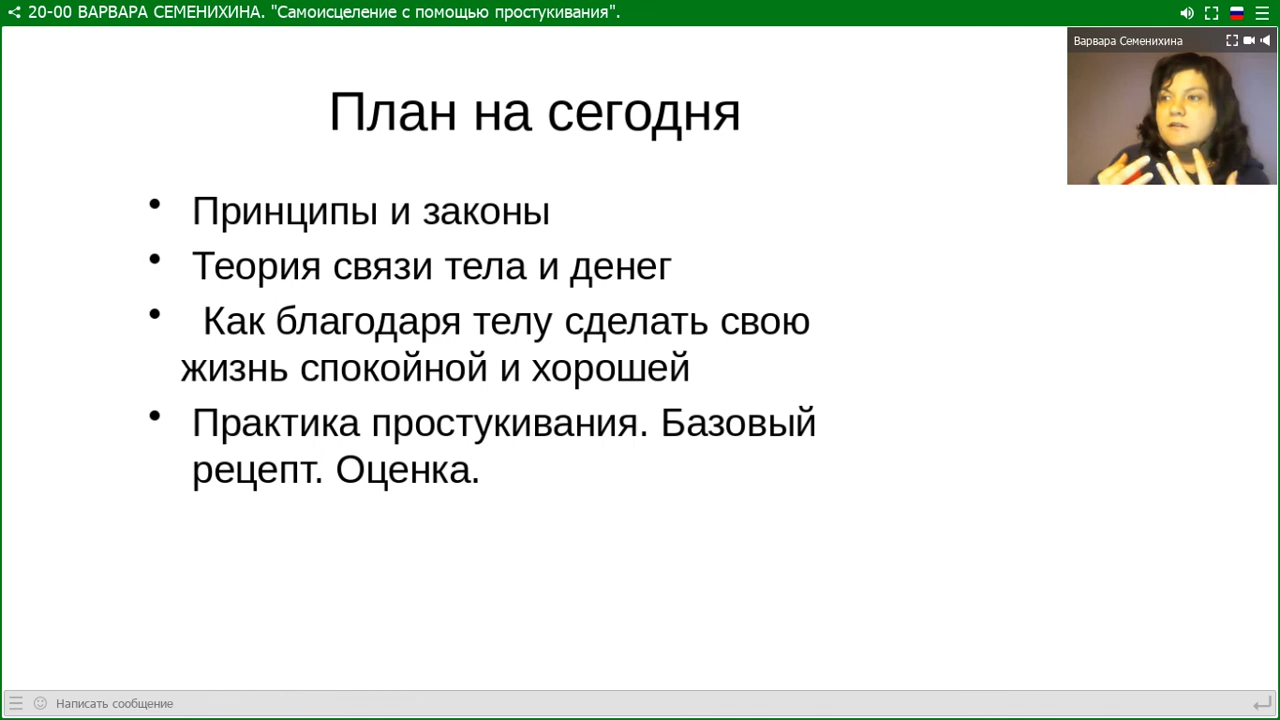 20-00 ВАРВАРА СЕМЕНИХИНА. "Самоисцеление с помощью простукивания".
Варвара Семенихина
План на сегодня
• Принципы и законы
• Теория связи тела и денег
• Как благодаря телу сделать свою
жизнь спокойной и хорошей
• Практика простукивания. Базовый
рецепт. Оценка.
Написать сообщение